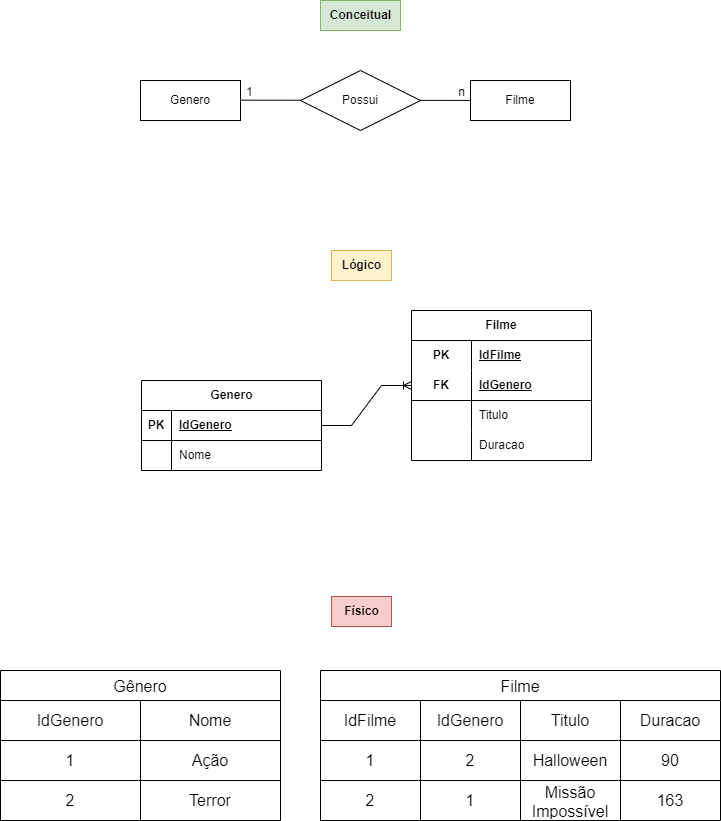 Conceitual
Genero 1 Possui n Filme
Lógico
Filme
PK IdFilme
FK IdGenero
Titulo
Duracao
Genero
PK IdGenero
Nome
Físico
Gênero
IdGenero Nome
1 Ação
2 Terror
Filme
IdFilme IdGenero Titulo Duracao
1 2 Halloween 90
2 1 Missão Impossível 163